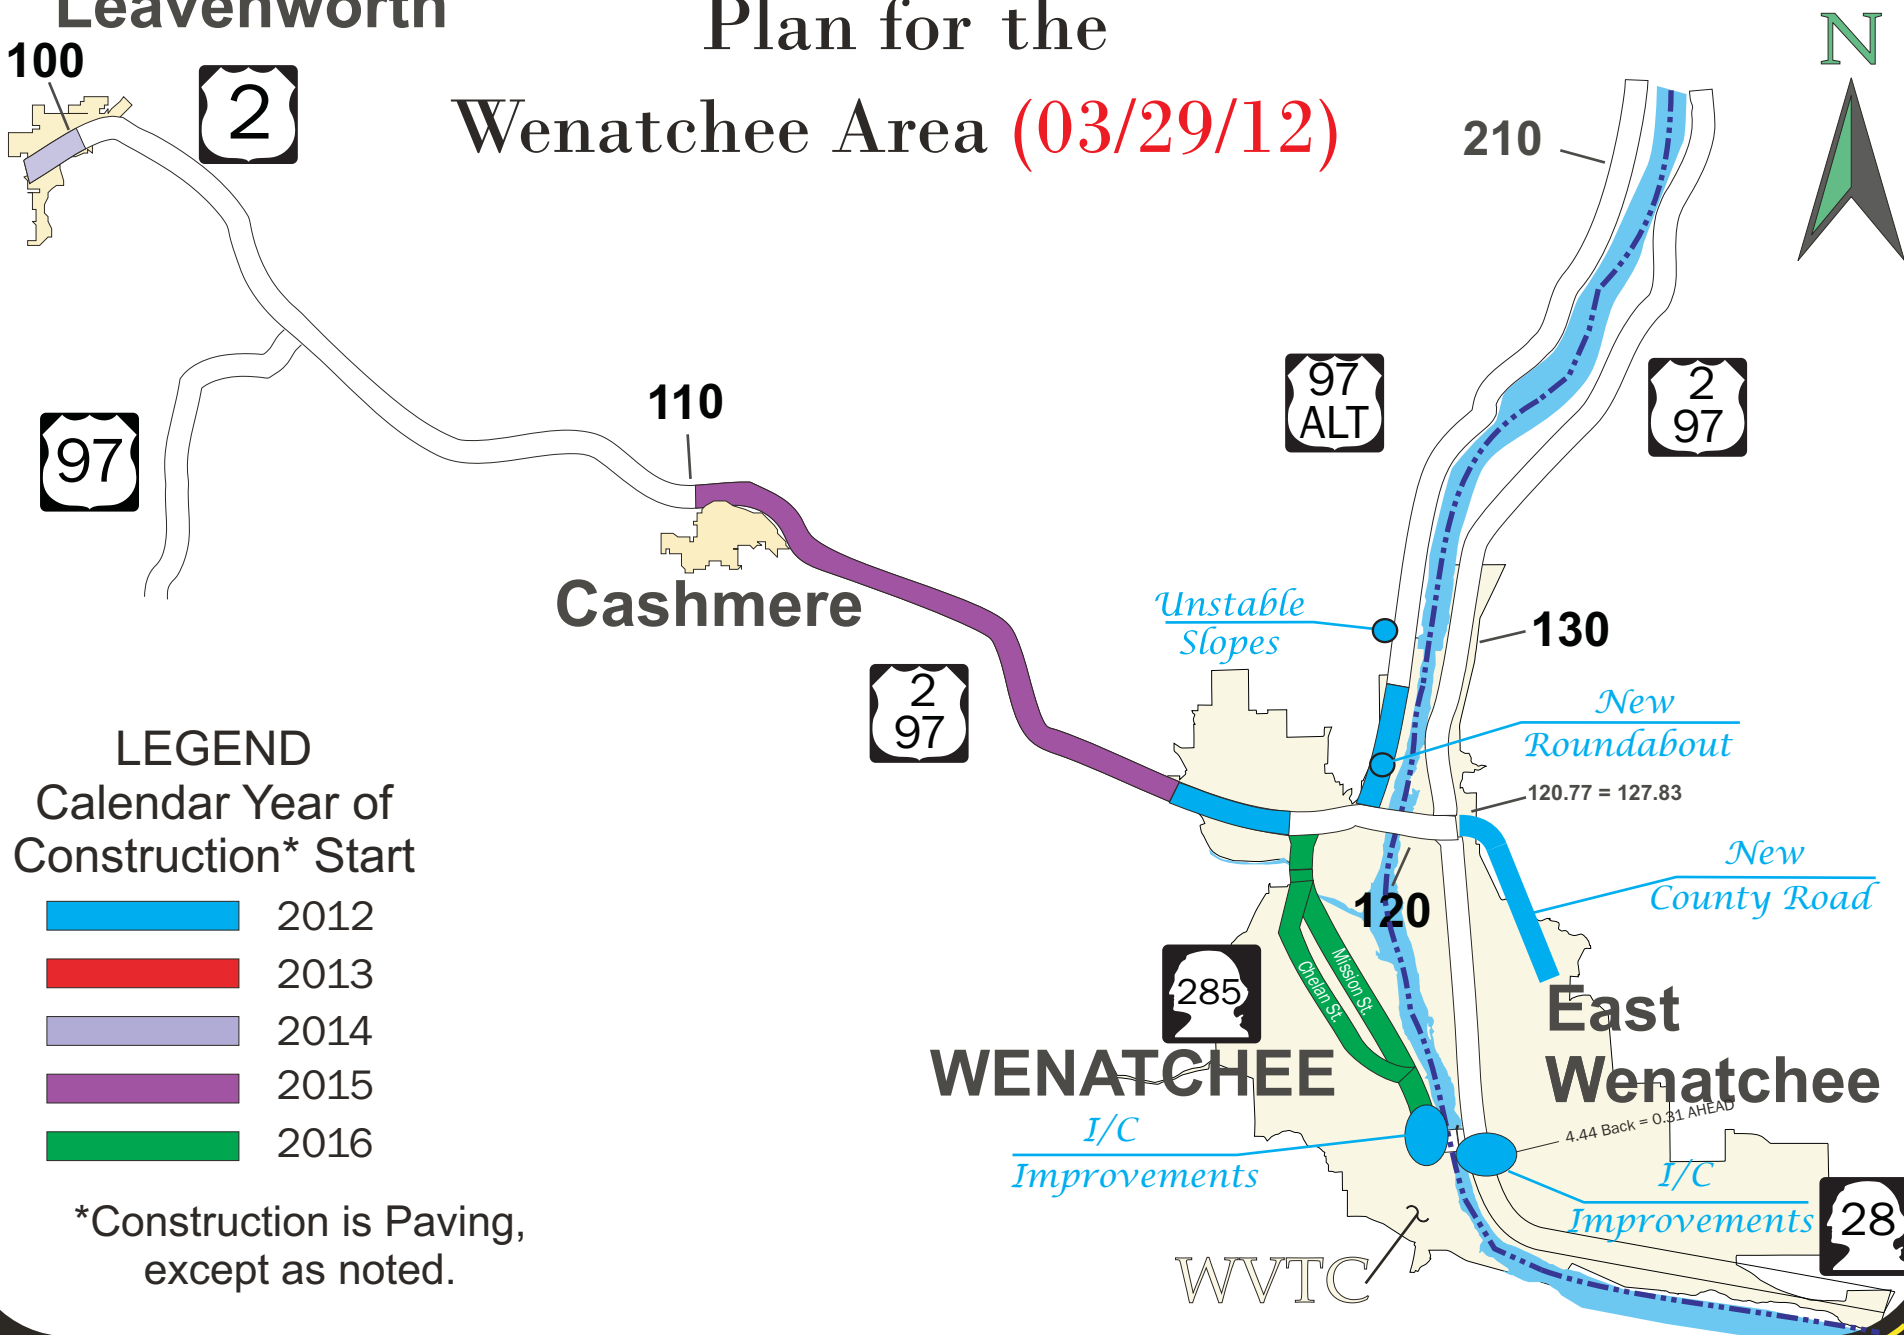 Leavenworth
Plan for the
Wenatchee Area (03/29/12)
N
100
2
210
97
ALT
2
97
97
110
Cashmere
Unstable
Slopes
130
2
97
New
Roundabout
120.77 = 127.83
LEGEND
Calendar Year of
Construction* Start
2012
2013
2014
2015
2016
*Construction is Paving,
except as noted.
New
County Road
120
285
Mission St.
Chelan St.
East
Wenatchee
WENATCHEE
4.44 Back = 0.31 AHEAD
I/C
Improvements
I/C
Improvements
28
WVTC